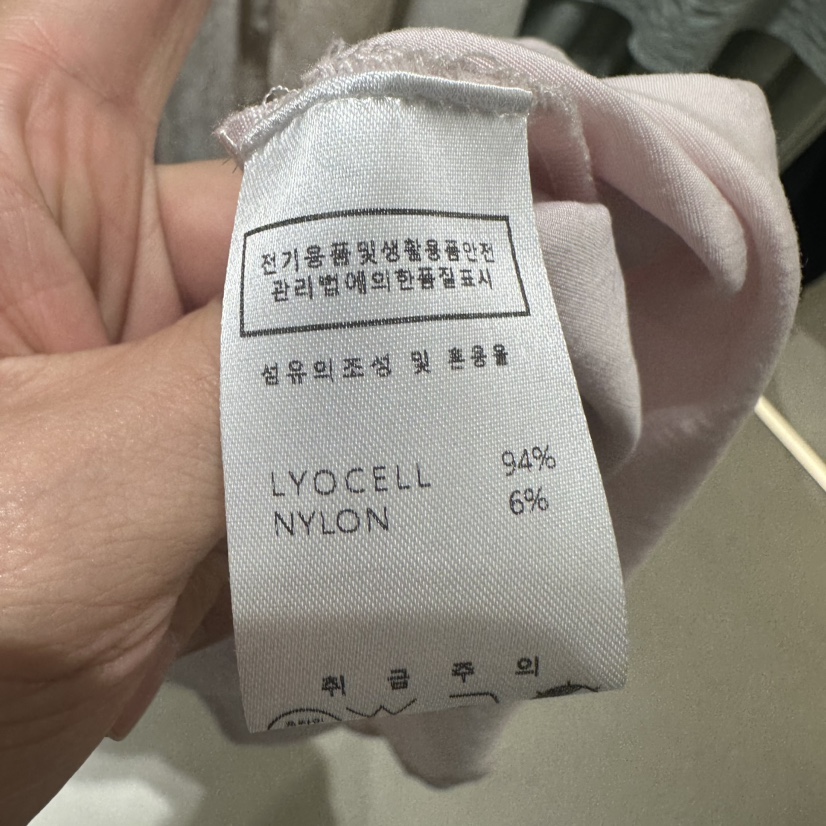 전기용품및생활용품안전
관리법에의한품질표시
섬유의조성 및 혼용율
LYOCELL 94%
NYLON 6%
취급주의